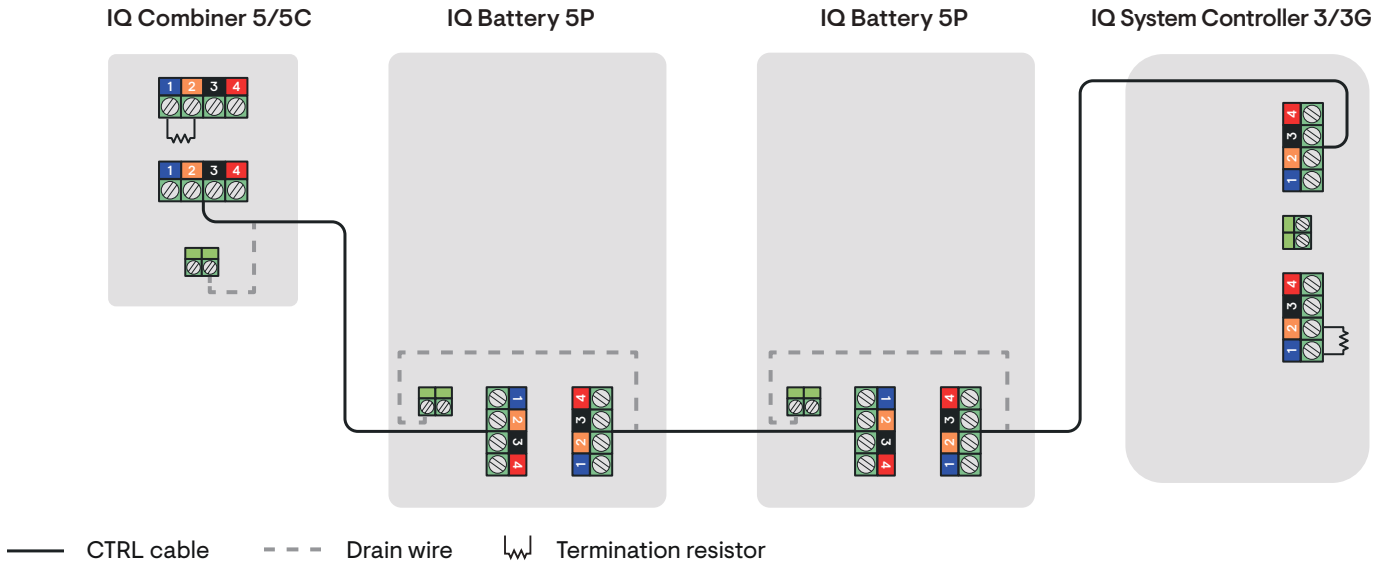 IQ Combiner 5/5C IQ Battery 5P IQ Battery 5P IQ System Controller 3/3G
1 2 3 4
1 2 3 4
4 3 2 1
1 2 3 4
4 3 2 1
1 2 3 4
4 3 2 1
4 3 2 1
CTRL cable Drain wire Termination resistor